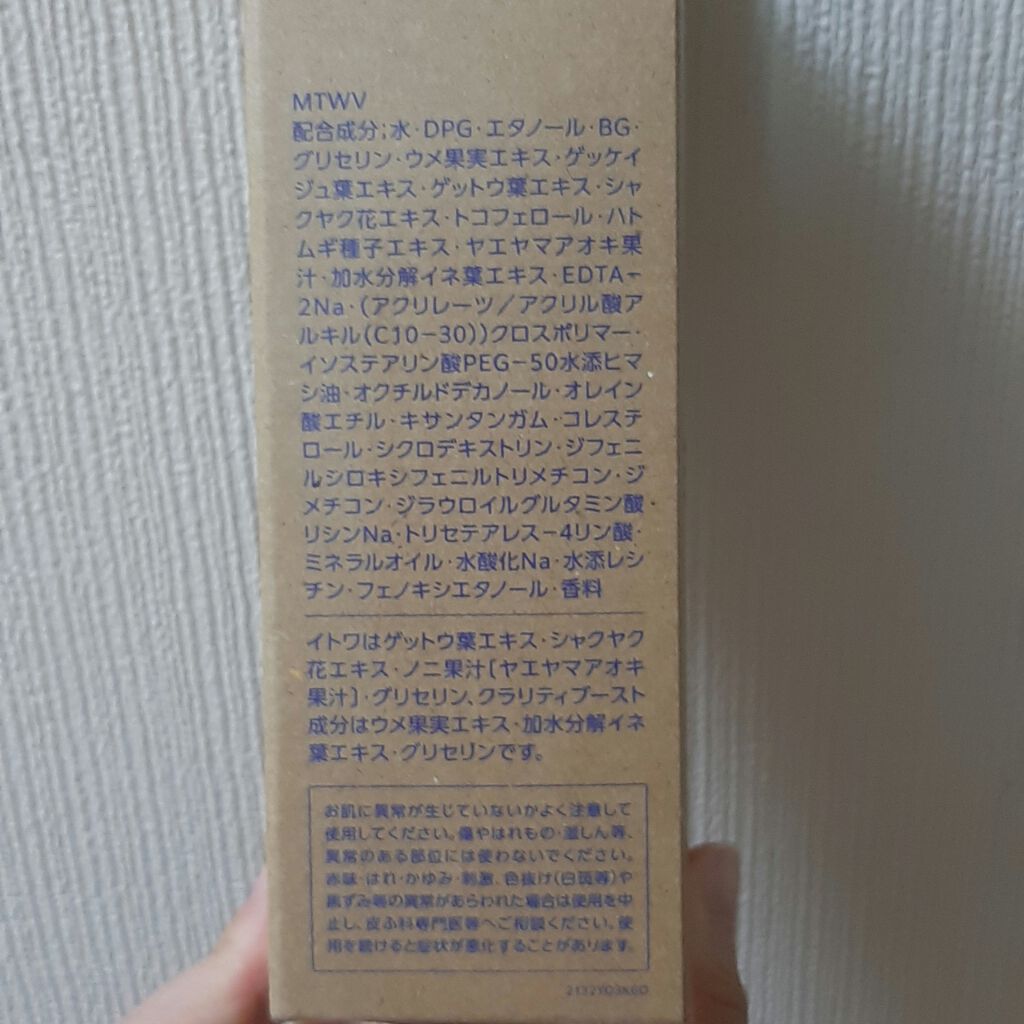 MTWV
配合成分;水・DPG・エタノール・BG・
グリセリン・ウメ果実エキス・ゲッケイ
ジュ葉エキス・ゲットウ葉エキス・シャ
クヤク花エキス・トコフェロール・ハト
ムギ種子エキス・ヤエヤマアオキ果
汁・加水分解イネ葉エキス・EDTA-
2Na・(アクリレーツ/アクリル酸ア
ルキル(C10-30))クロスポリマー・
イソステアリン酸PEG-50水添ヒマ
シ油・オクチルドデカノール・オレイン
酸エチル・キサンタンガム・コレステ
ロール・シクロデキストリン・ジフェニ
ルシロキシフェニルトリメチコン・ジ
メチコン・ジラウロイルグルタミン酸
リシンNa・トリセテアレス-4リン酸・
ミネラルオイル・水酸化Na・水添レシ
チン・フェノキシエタノール・香料
イトワはゲットウ葉エキス・シャクヤク
花エキス・ノニ果汁[ヤエヤマアオキ
果汁]・グリセリン、クラリティブースト
成分はウメ果実エキス・加水分解イネ
葉エキス・グリセリンです。
お肌に異常が生じていないかよく注意して
使用してください。傷やはれもの・湿しん等、
異常のある部位には使わないでください。
赤味・はれ・かゆみ・刺激、色抜け(白斑等)や
黒ずみ等の異常があらわれた場合は使用を中
止し、皮ふ科専門医等へご相談ください。使
用を続けると症状が悪化することがあります。
2132Y03K6D